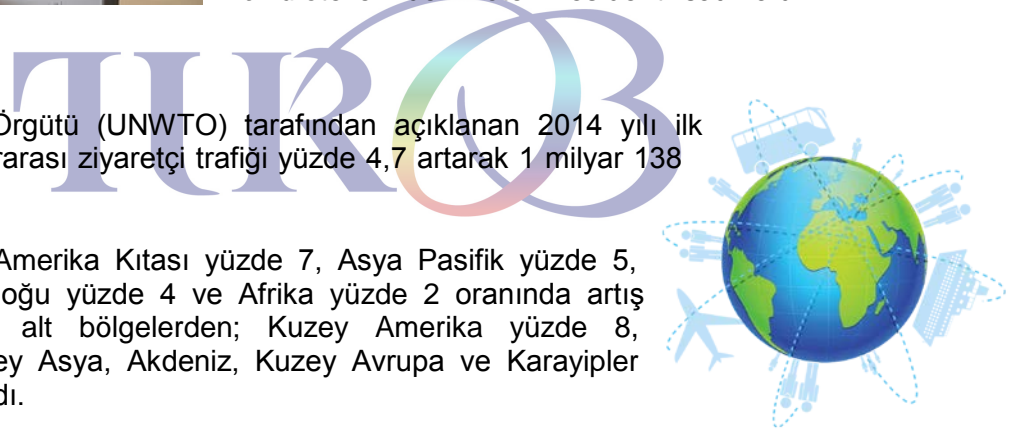 TUROB
Örgütü (UNWTO) tarafından açıklanan 2014 yılı ilk
rarası ziyaretçi trafiği yüzde 4,7 artarak 1 milyar 138
Amerika Kıtası yüzde 7, Asya Pasifik yüzde 5,
oğu yüzde 4 ve Afrika yüzde 2 oranında artış
alt bölgelerden; Kuzey Amerika yüzde 8,
ey Asya, Akdeniz, Kuzey Avrupa ve Karayipler
dı.